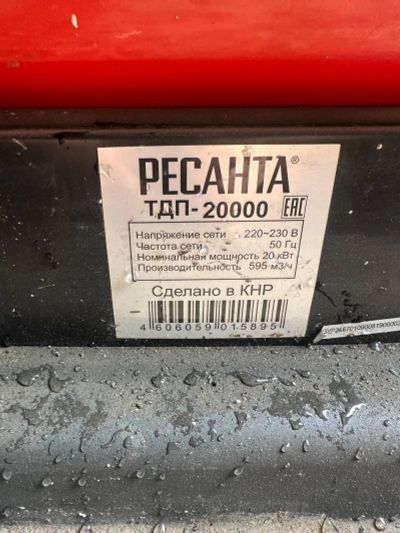 РЕСАНТА®
ТДП-20000 EAC
Напряжение сети 220~230 В
Частота сети 50 Гц
Номинальная мощность 20 кВт
Производительность 595 м3/ч
Сделано в КНР
4 606059 015895